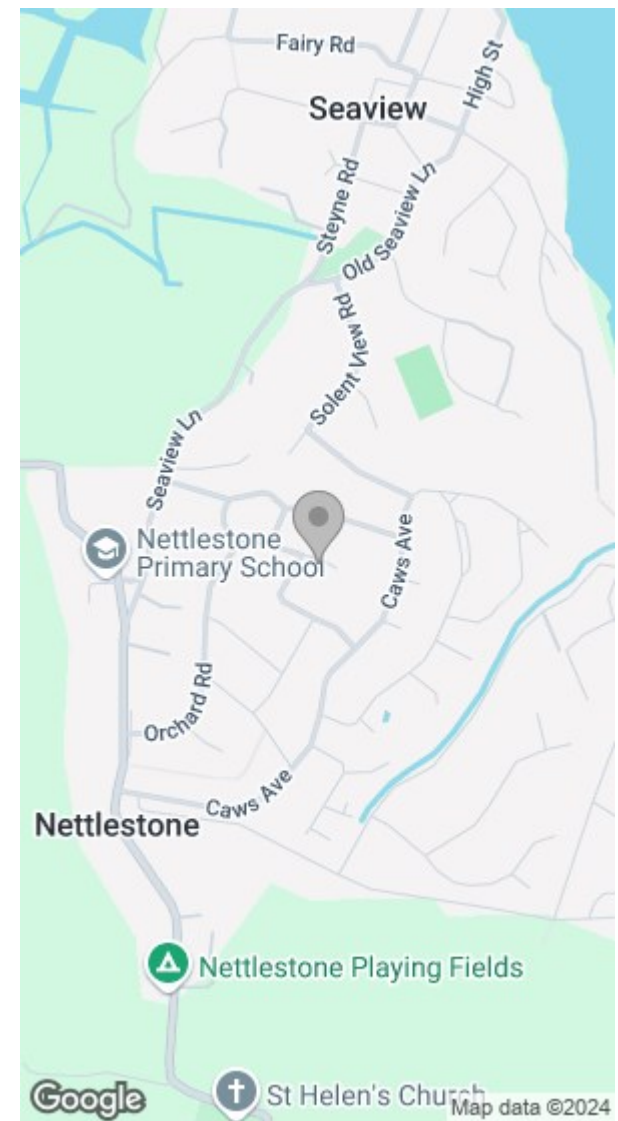 Fairy Rd
High St
Seaview
Steyne Rd
Old Seaview Ln
Solent View Rd
Seaview Ln
Nettlestone
Primary School
Caws Ave
Orchard Rd
Caws Ave
Nettlestone
Nettlestone Playing Fields
St Helen's Church
Google
Map data ©2024